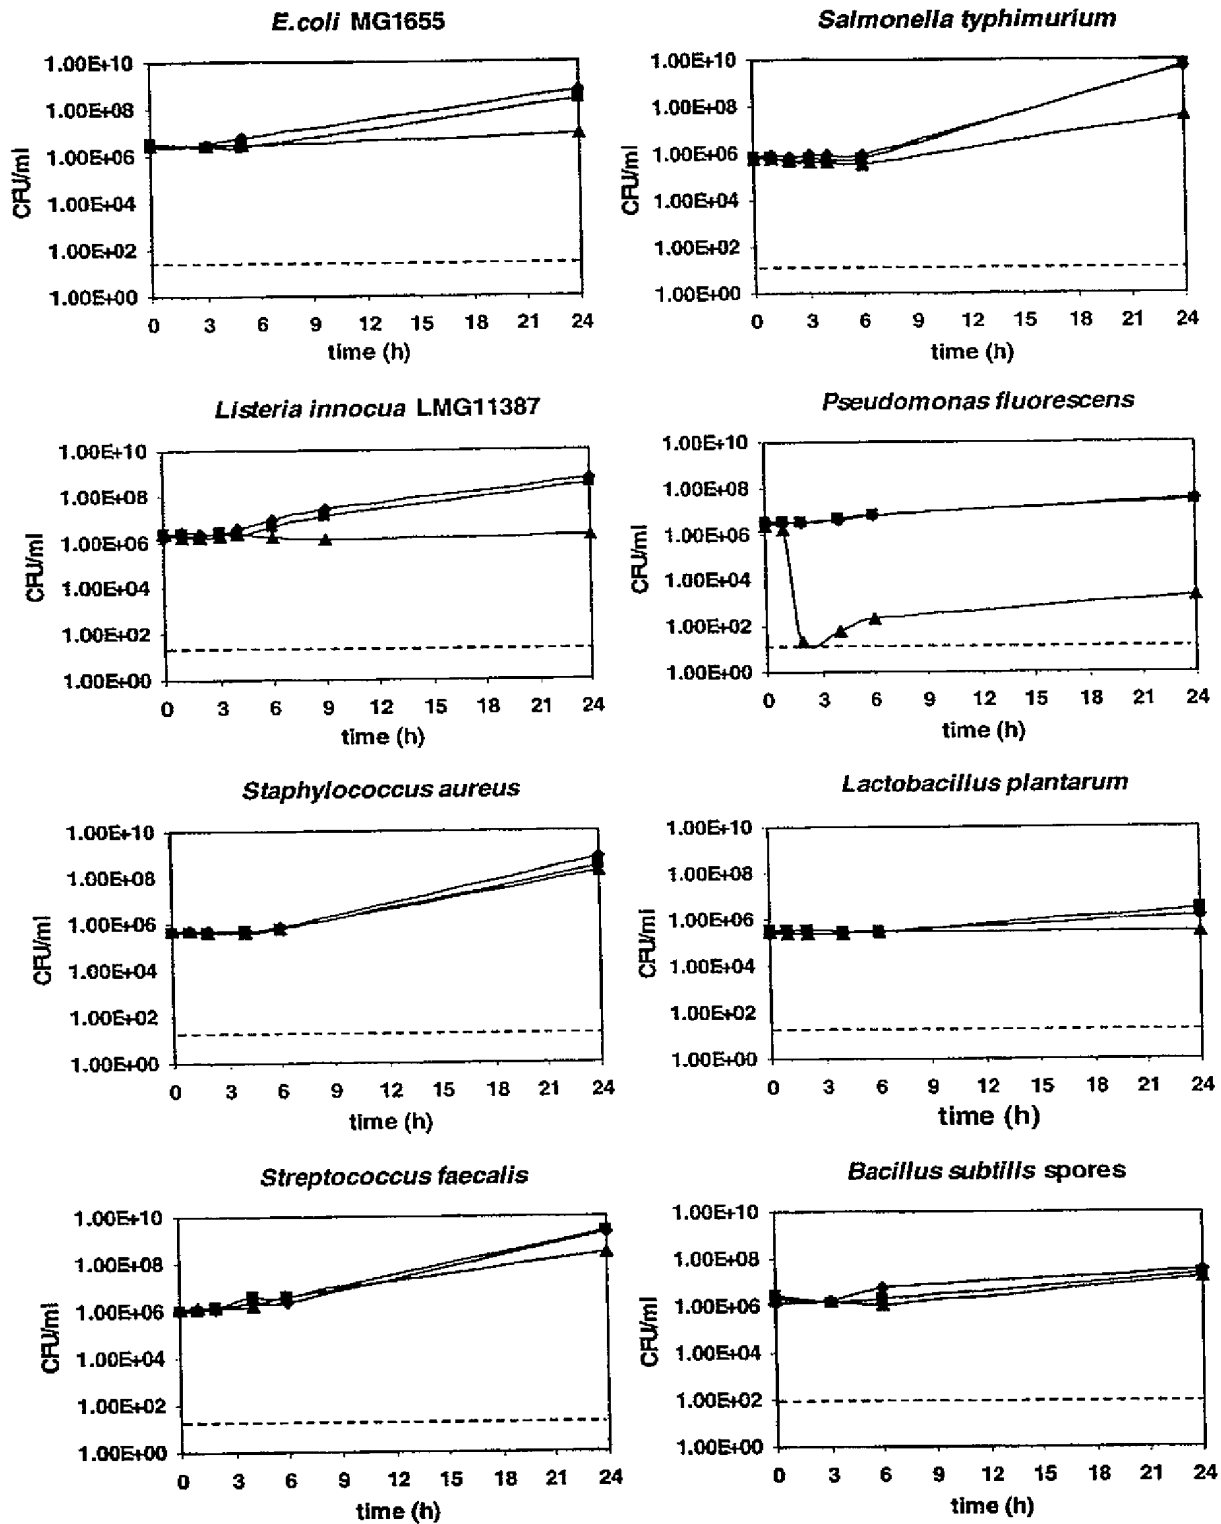 E.coli MG1655
1.00E+10
1.00E+08
1.00E+06
1.00E+04
1.00E+02
1.00E+00
CFU/ml
0 3 6 9 12 15 18 21 24
time (h)
Salmonella typhimurium
1.00E+10
1.00E+08
1.00E+06
1.00E+04
1.00E+02
1.00E+00
CFU/ml
0 3 6 9 12 15 18 21 24
time (h)
Listeria innocua LMG11387
1.00E+10
1.00E+08
1.00E+06
1.00E+04
1.00E+02
1.00E+00
CFU/ml
0 3 6 9 12 15 18 21 24
time (h)
Pseudomonas fluorescens
1.00E+10
1.00E+08
1.00E+06
1.00E+04
1.00E+02
1.00E+00
CFU/ml
0 3 6 9 12 15 18 21 24
time (h)
Staphylococcus aureus
1.00E+10
1.00E+08
1.00E+06
1.00E+04
1.00E+02
1.00E+00
CFU/ml
0 3 6 9 12 15 18 21 24
time (h)
Lactobacillus plantarum
1.00E+10
1.00E+08
1.00E+06
1.00E+04
1.00E+02
1.00E+00
CFU/ml
0 3 6 9 12 15 18 21 24
time (h)
Streptococcus faecalis
1.00E+10
1.00E+08
1.00E+06
1.00E+04
1.00E+02
1.00E+00
CFU/ml
0 3 6 9 12 15 18 21 24
time (h)
Bacillus subtilis spores
1.00E+10
1.00E+08
1.00E+06
1.00E+04
1.00E+02
1.00E+00
CFU/ml
0 3 6 9 12 15 18 21 24
time (h)